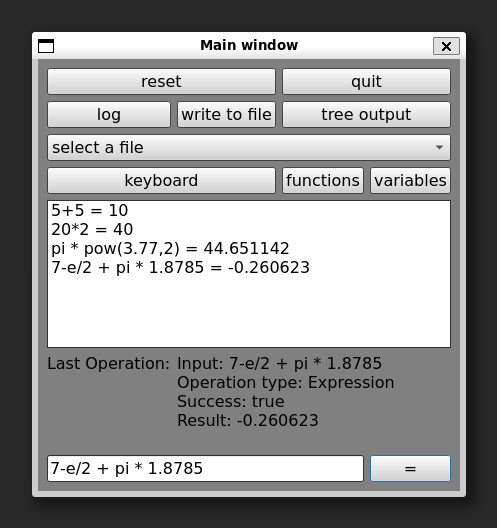 Main window
reset quit
log write to file tree output
select a file
keyboard functions variables
5+5 = 10
20*2 = 40
pi * pow(3.77,2) = 44.651142
7-e/2 + pi * 1.8785 = -0.260623
Last Operation: Input: 7-e/2 + pi * 1.8785
Operation type: Expression
Success: true
Result: -0.260623
7-e/2 + pi * 1.8785 =